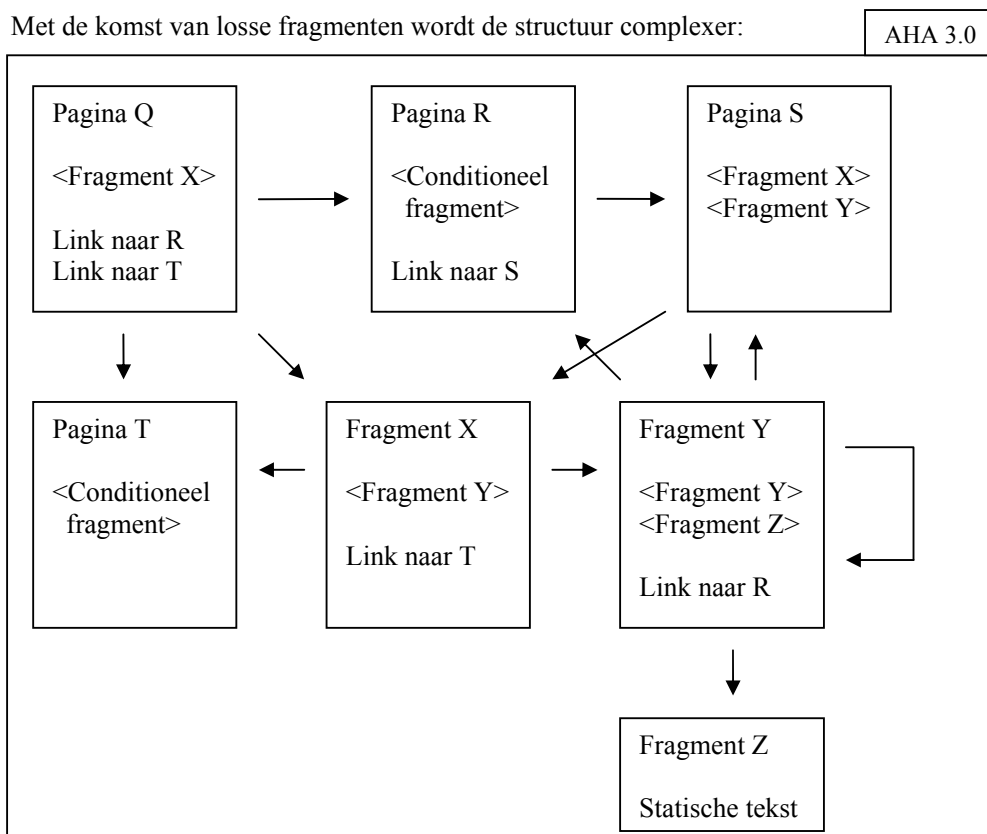 Met de komst van losse fragmenten wordt de structuur complexer:
AHA 3.0
Pagina Q
<Fragment X>
Link naar R
Link naar T
Pagina R
<Conditioneel
fragment>
Link naar S
Pagina S
<Fragment X>
<Fragment Y>
Pagina T
<Conditioneel
fragment>
Fragment X
<Fragment Y>
Link naar T
Fragment Y
<Fragment Y>
<Fragment Z>
Link naar R
Fragment Z
Statische tekst